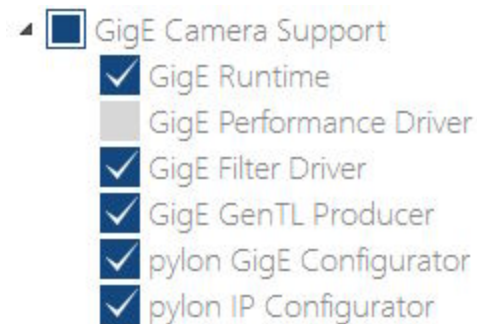 GigE Camera Support
GigE Runtime
GigE Performance Driver
GigE Filter Driver
GigE GenTL Producer
pylon GigE Configurator
pylon IP Configurator